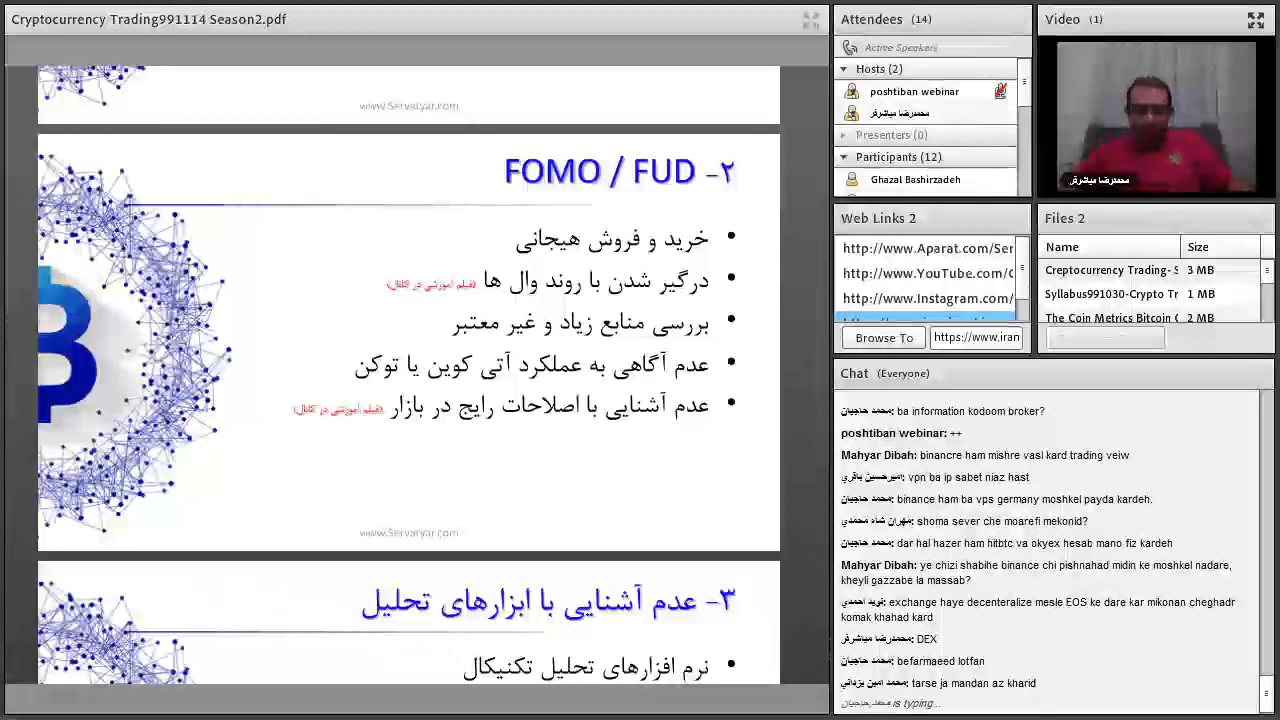 Cryptocurrency Trading991114 Season2.pdf
www.Servatyar.com
۲- FOMO / FUD
خرید و فروش هیجانی
درگیر شدن با روند وال ها (فیلم آموزشی در کانال)
بررسی منابع زیاد و غیر معتبر
عدم آگاهی به عملکرد آتی کوین یا توکن
عدم آشنایی با اصلاحات رایج در بازار (فیلم آموزشی در کانال)
www.Servatyar.com
۳- عدم آشنایی با ابزارهای تحلیل
نرم افزارهای تحلیل تکنیکال
Attendees (14)
Active Speakers
Hosts (2)
poshtiban webinar
محمدرضا مباشرفر
Presenters (0)
Participants (12)
Ghazal Bashirzadeh
Video (1)
محمدرضا مباشرفر
Web Links 2
http://www.Aparat.com/Ser
http://www.YouTube.com/C
http://www.Instagram.com/
Browse To
https://www.iran
Files 2
Name Size
Creptocurrency Trading- S 3 MB
Syllabus991030-Crypto Tr 1 MB
The Coin Metrics Bitcoin C 2 MB
Chat (Everyone)
محمد حاجیان: ba information kodoom broker?
poshtiban webinar: ++
Mahyar Dibah: binancre ham mishre vasl kard trading veiw
امیرحسین باقري: vpn ba ip sabet niaz hast
محمد حاجیان: binance ham ba vps germany moshkel payda kardeh.
مهران شاه محمدي: shoma sever che moarefi mekonid?
محمد حاجیان: dar hal hazer ham hitbtc va okyex hesab mano fiz kardeh
Mahyar Dibah: ye chizi shabihe binance chi pishnahad midin ke moshkel nadare,
kheyli gazzabe la massab?
نوید احمدي: exchange haye decenteralize mesle EOS ke dare kar mikonan cheghadr
komak khahad kard
محمدرضا مباشرفر: DEX
محمد حاجیان: befarmaeed lotfan
محمد امین یزداني: tarse ja mandan az kharid
محمد حاجیان is typing...